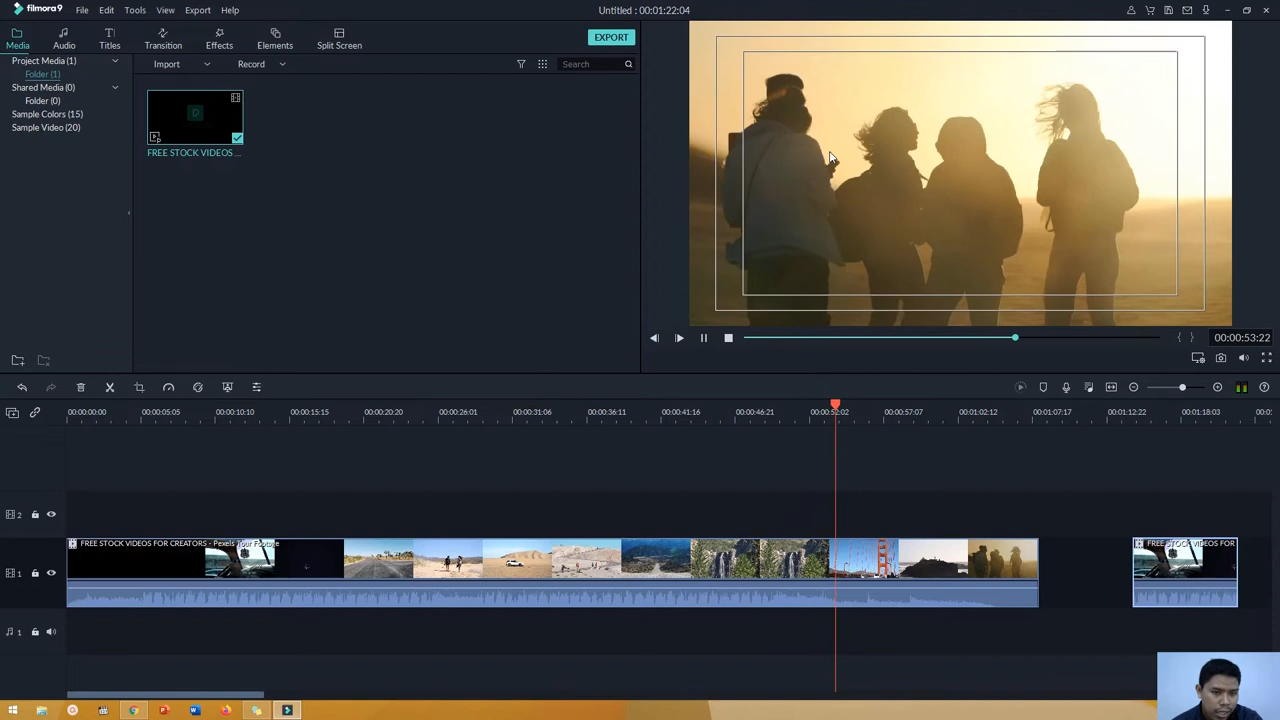 filmora9 File Edit Tools View Export Help Untitled : 00:01:22:04
Media Audio Titles Transition Effects Elements Split Screen EXPORT
Project Media(1)
Folder (1)
Shared Media(0)
Folder (0)
Sample Colors (15)
Sample Video (20)
Import Record Search
FREE STOCK VIDEOS ...
00:00:53:22
00:00:00:00 00:00:05:05 00:00:10:10 00:00:15:15 00:00:20:20 00:00:26:01 00:00:31:06 00:00:36:11 00:00:41:16 00:00:46:21 00:00:52:02 00:00:57:07 00:01:02:12 00:01:07:17 00:01:12:22 00:01:18:03
2
FREE STOCK VIDEOS FOR CREATORS - Pexels Tour Footage FREE STOCK VIDEOS FOR
1
1